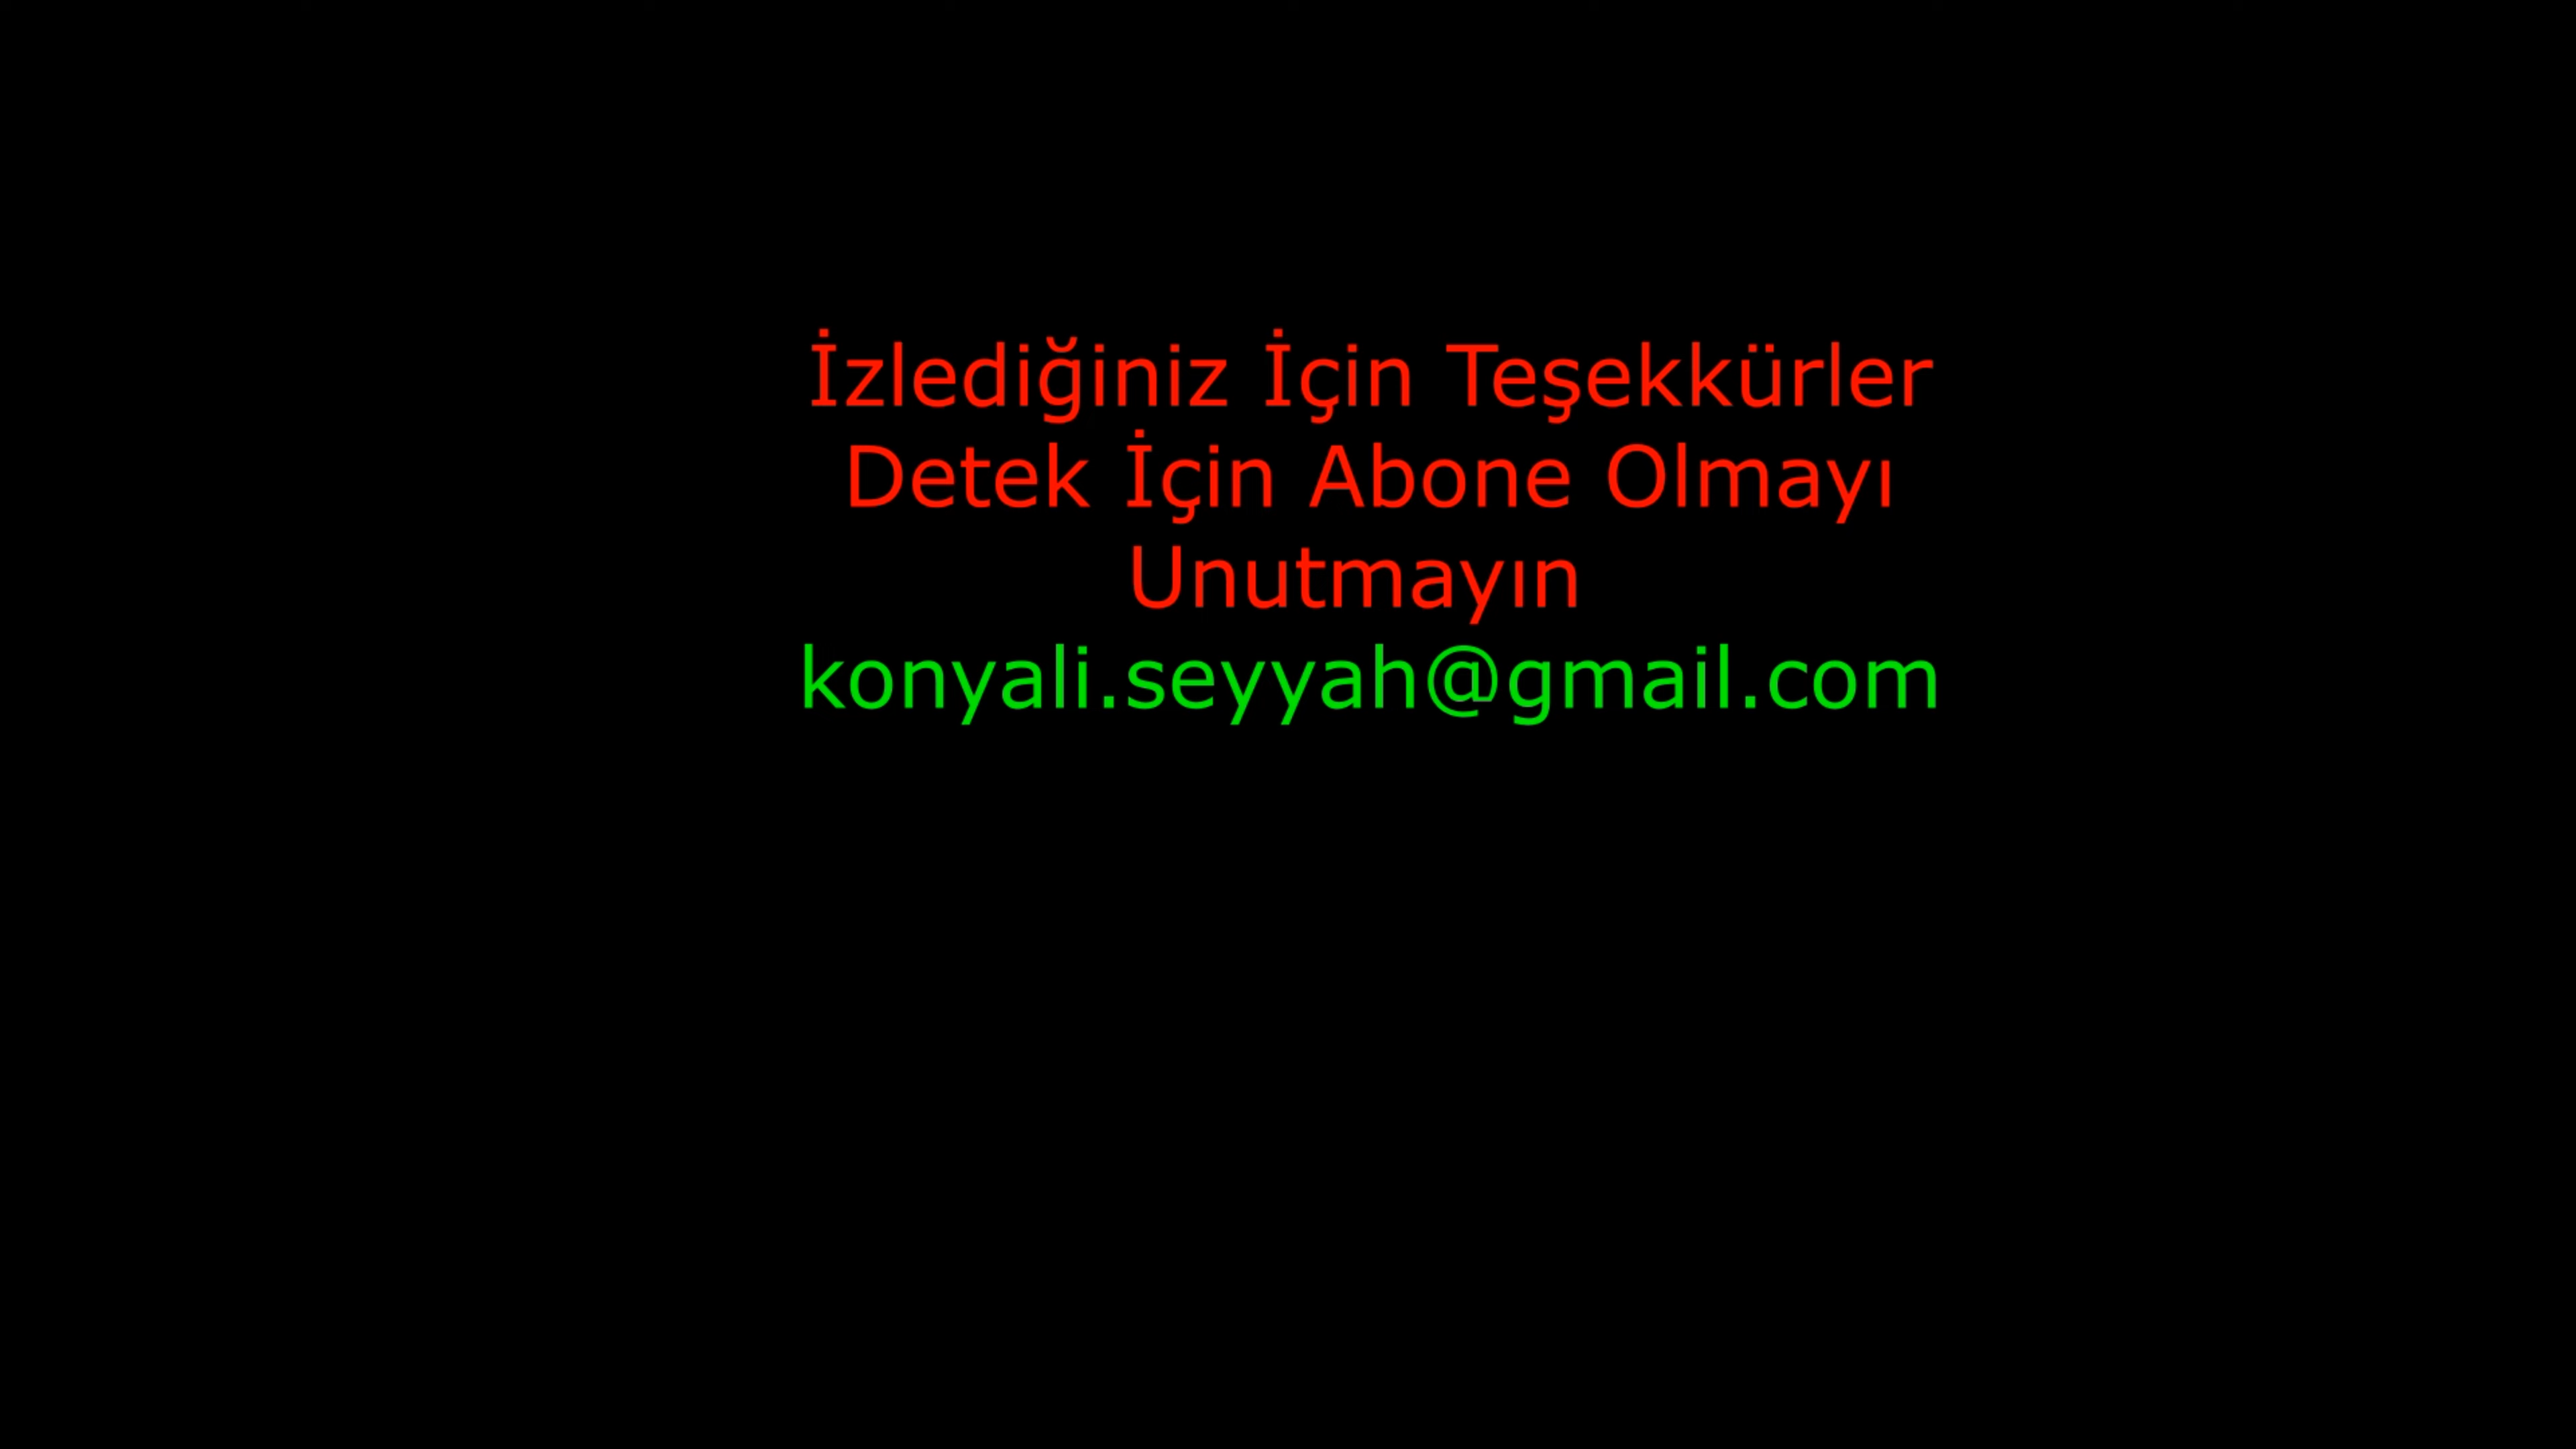 İzlediğiniz İçin Teşekkürler
Detek İçin Abone Olmayı
Unutmayın
konyali.seyyah@gmail.com